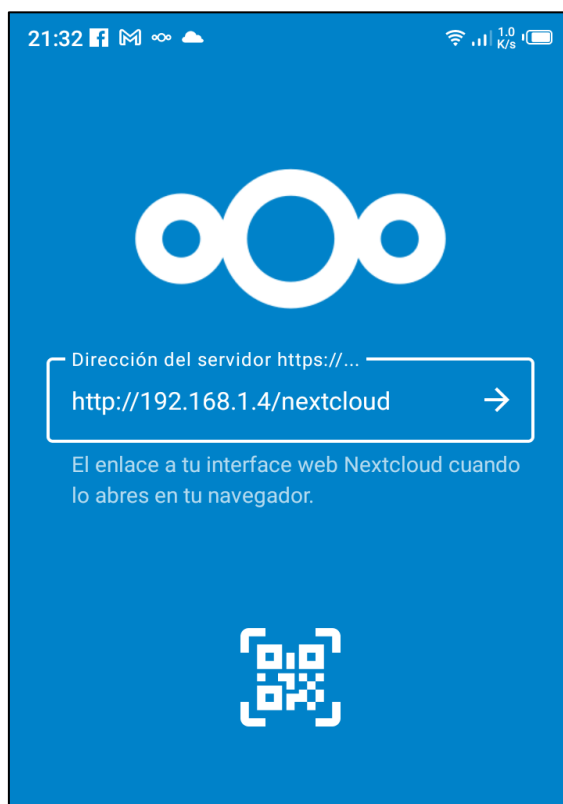 21:32
1.0
K/s
Dirección del servidor https://...
http://192.168.1.4/nextcloud
El enlace a tu interface web Nextcloud cuando
lo abres en tu navegador.